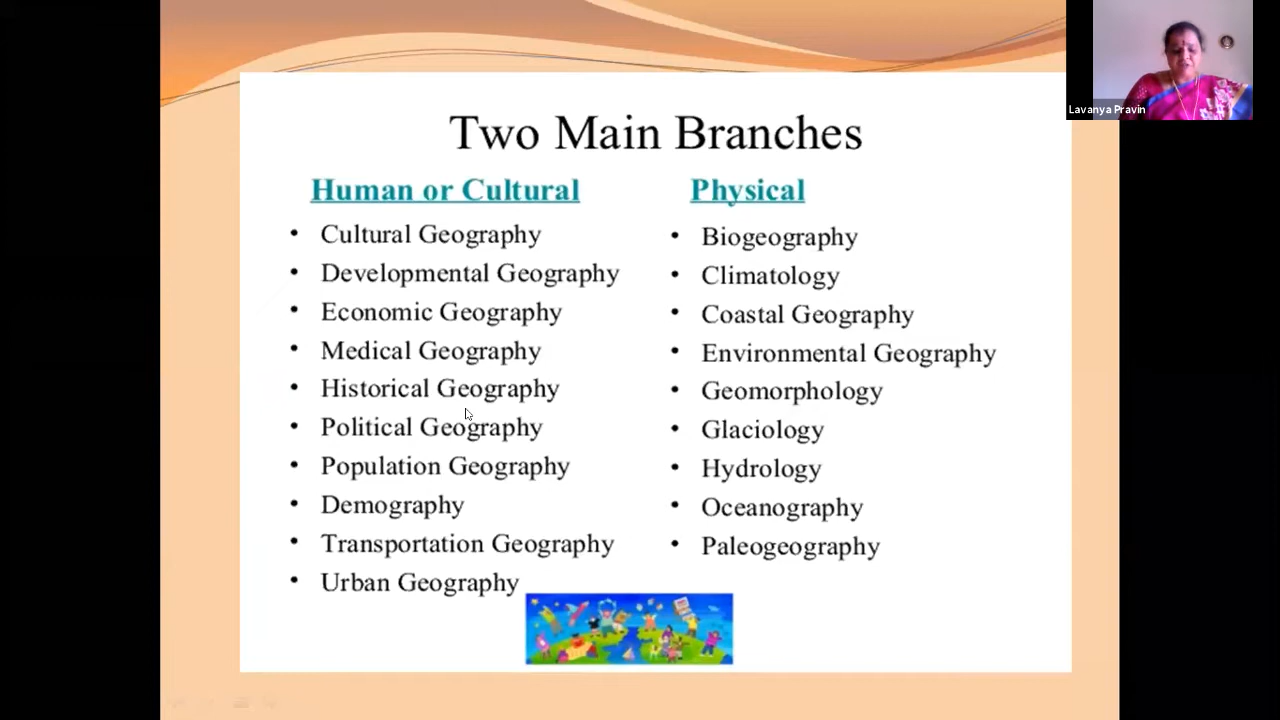 Two Main Branches
Human or Cultural
• Cultural Geography
• Developmental Geography
• Economic Geography
• Medical Geography
• Historical Geography
• Political Geography
• Population Geography
• Demography
• Transportation Geography
• Urban Geography
Physical
• Biogeography
• Climatology
• Coastal Geography
• Environmental Geography
• Geomorphology
• Glaciology
• Hydrology
• Oceanography
• Paleogeography
Lavanya Pravin